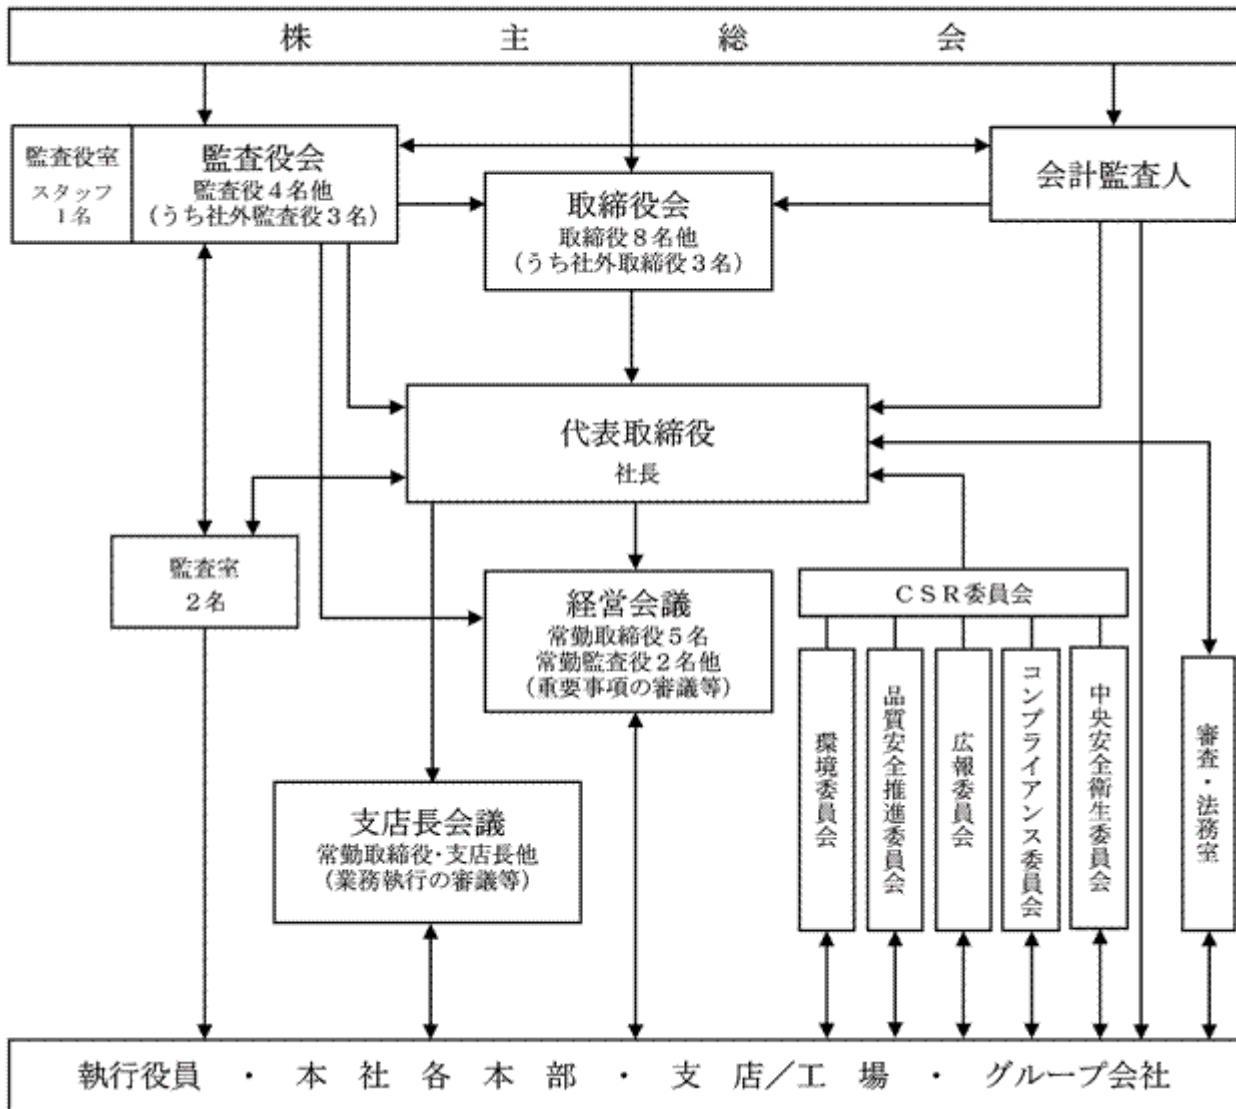 株主総会
監査役室
スタッフ
1名
監査役会
監査役4名他
(うち社外監査役3名)
取締役会
取締役8名他
(うち社外取締役3名)
会計監査人
代表取締役
社長
監査室
2名
経営会議
常勤取締役5名
常勤監査役2名他
(重要事項の審議等)
支店長会議
常勤取締役・支店長他
(業務執行の審議等)
CSR委員会
環境委員会
品質安全推進委員会
広報委員会
コンプライアンス委員会
中央安全衛生委員会
審査・法務室
執行役員・本社各本部・支店/工場・グループ会社